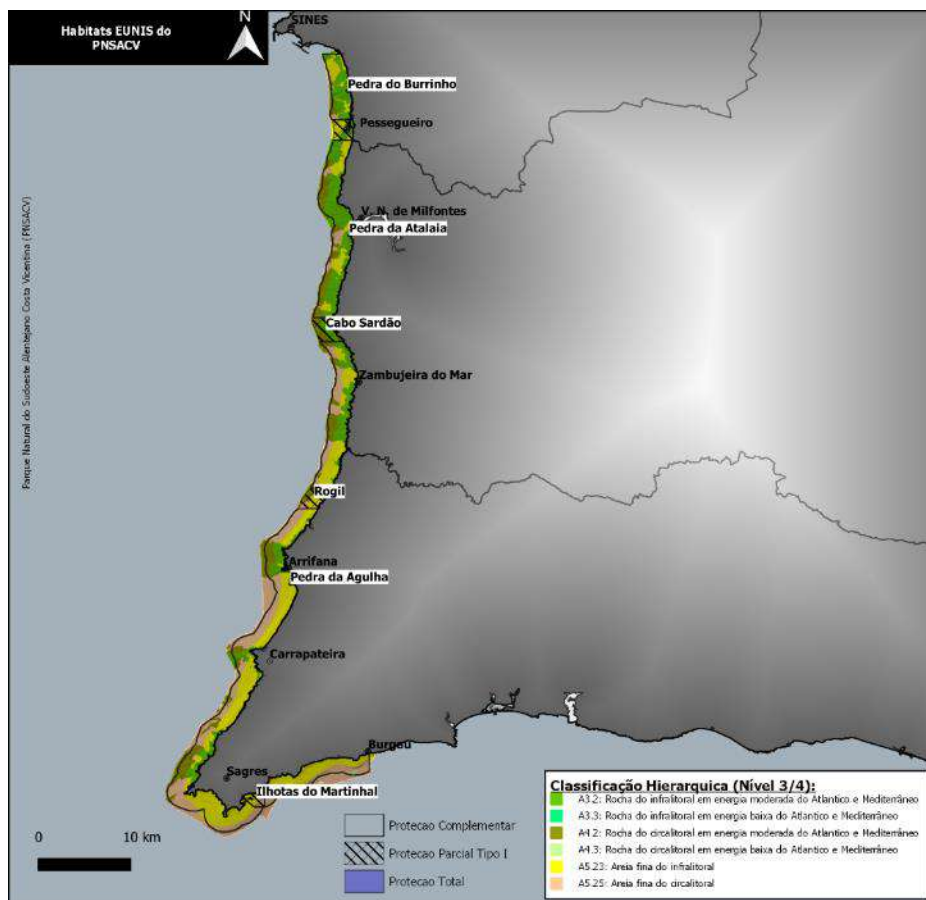 Habitats EUNIS do
PNSACV
N
SINES
Pedra do Burrinho
Pessegueiro
V. N. de Milfontes
Pedra da Atalaia
Cabo Sardão
Zambujeira do Mar
Rogil
Arrifana
Pedra da Agulha
Carrapateira
Burgau
Sagres
Ilhotas do Martinhal
Parque Natural do Sudoeste Alentejano Costa Vicentina (PNSACV)
0 10 km
Protecao Complementar
Protecao Parcial Tipo I
Protecao Total
Classificação Hierarquica (Nível 3/4):
A3.2: Rocha do infralitoral em energia moderada do Atlantico e Mediterrâneo
A3.3: Rocha do infralitoral em energia baixa do Atlantico e Mediterrâneo
A4.2: Rocha do circalitoral em energia moderada do Atlantico e Mediterrâneo
A4.3: Rocha do circalitoral em energia baixa do Atlantico e Mediterrâneo
A5.23: Areia fina do infralitoral
A5.25: Areia fina do circalitoral